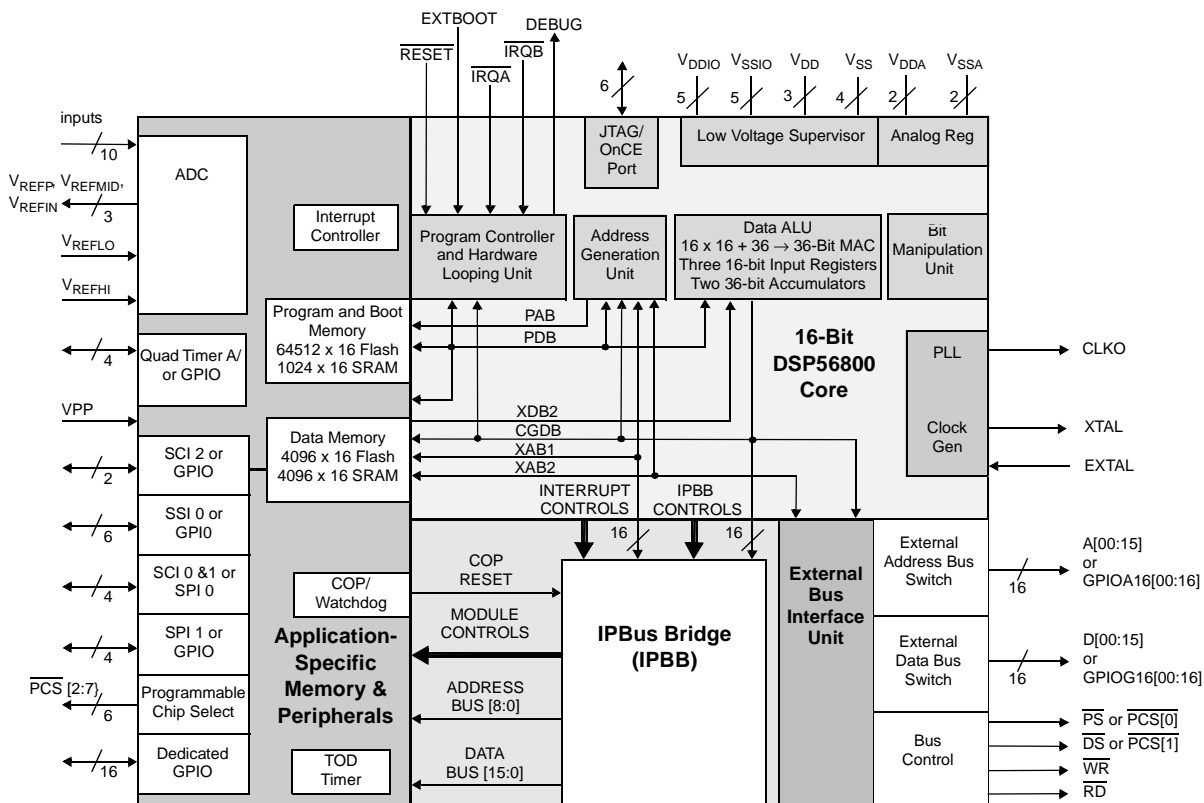 EXTBOOT
DEBUG
RESET
IRQB
IRQA
6
VDDIO
VSSIO
VDD
VSS
VDDA
VSSA
5
5
3
4
2
2
inputs
10
ADC
VREFP, VREFMID,
VREFIN
3
VREFLO
VREFHI
JTAG/
OnCE
Port
Low Voltage Supervisor
Analog Reg
Interrupt
Controller
Program Controller
and Hardware
Looping Unit
Address
Generation
Unit
Data ALU
16 x 16 + 36 → 36-Bit MAC
Three 16-bit Input Registers
Two 36-bit Accumulators
Bit
Manipulation
Unit
Program and Boot
Memory
64512 x 16 Flash
1024 x 16 SRAM
PAB
PDB
16-Bit
DSP56800
Core
PLL
Clock
Gen
CLKO
XTAL
EXTAL
4
Quad Timer A/
or GPIO
VPP
XDB2
CGDB
XAB1
XAB2
Data Memory
4096 x 16 Flash
4096 x 16 SRAM
SCI 2 or
GPIO
2
SSI 0 or
GPI0
6
SCI 0 &1 or
SPI 0
4
SPI 1 or
GPIO
4
PCS [2:7]
Programmable
Chip Select
6
Dedicated
GPIO
16
INTERRUPT
CONTROLS
16
IPBB
CONTROLS
16
COP/
Watchdog
COP
RESET
MODULE
CONTROLS
Application-
Specific
Memory &
Peripherals
ADDRESS
BUS [8:0]
DATA
BUS [15:0]
TOD
Timer
IPBus Bridge
(IPBB)
External
Bus
Interface
Unit
External
Address Bus
Switch
16
A[00:15]
or
GPIOA16[00:16]
External
Data Bus
Switch
16
D[00:15]
or
GPIOG16[00:16]
Bus
Control
PS or PCS[0]
DS or PCS[1]
WR
RD